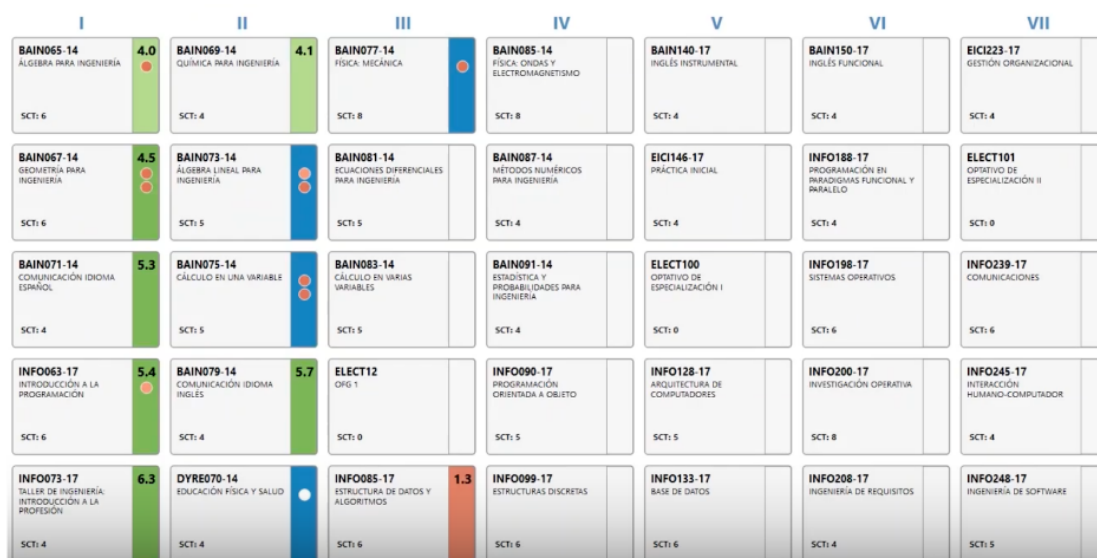 I II III IV V VI VII
BAIN065-14 4.0
ÁLGEBRA PARA INGENIERÍA
SCT: 6
BAIN069-14 4.1
QUÍMICA PARA INGENIERÍA
SCT: 4
BAIN077-14
FÍSICA: MECÁNICA
SCT: 8
BAIN085-14
FÍSICA: ONDAS Y
ELECTROMAGNETISMO
SCT: 8
BAIN140-17
INGLÉS INSTRUMENTAL
SCT: 4
BAIN150-17
INGLÉS FUNCIONAL
SCT: 4
EICI223-17
GESTIÓN ORGANIZACIONAL
SCT: 4
BAIN067-14 4.5
GEOMETRÍA PARA
INGENIERÍA
SCT: 6
BAIN073-14
ÁLGEBRA LINEAL PARA
INGENIERÍA
SCT: 5
BAIN081-14
ECUACIONES DIFERENCIALES
PARA INGENIERÍA
SCT: 5
BAIN087-14
MÉTODOS NUMÉRICOS
PARA INGENIERÍA
SCT: 4
EICI146-17
PRÁCTICA INICIAL
SCT: 4
INFO188-17
PROGRAMACIÓN EN
PARADIGMAS FUNCIONAL Y
PARALELO
SCT: 4
ELECT101
OPTATIVO DE
ESPECIALIZACIÓN II
SCT: 0
BAIN071-14 5.3
COMUNICACIÓN IDIOMA
ESPAÑOL
SCT: 4
BAIN075-14
CÁLCULO EN UNA VARIABLE
SCT: 5
BAIN083-14
CÁLCULO EN VARIAS
VARIABLES
SCT: 5
BAIN091-14
ESTADÍSTICA Y
PROBABILIDADES PARA
INGENIERÍA
SCT: 4
ELECT100
OPTATIVO DE
ESPECIALIZACIÓN I
SCT: 0
INFO198-17
SISTEMAS OPERATIVOS
SCT: 6
INFO239-17
COMUNICACIONES
SCT: 6
INFO063-17 5.4
INTRODUCCIÓN A LA
PROGRAMACIÓN
SCT: 6
BAIN079-14 5.7
COMUNICACIÓN IDIOMA
INGLÉS
SCT: 4
ELECT12
OFG 1
SCT: 0
INFO090-17
PROGRAMACIÓN
ORIENTADA A OBJETO
SCT: 5
INFO128-17
ARQUITECTURA DE
COMPUTADORES
SCT: 5
INFO200-17
INVESTIGACIÓN OPERATIVA
SCT: 8
INFO245-17
INTERACCIÓN
HUMANO-COMPUTADOR
SCT: 4
INFO073-17 6.3
TALLER DE INGENIERÍA:
INTRODUCCIÓN A LA
PROFESIÓN
SCT: 4
DYRE070-14
EDUCACIÓN FÍSICA Y SALUD
SCT: 4
INFO085-17 1.3
ESTRUCTURA DE DATOS Y
ALGORITMOS
SCT: 6
INFO099-17
ESTRUCTURAS DISCRETAS
SCT: 6
INFO133-17
BASE DE DATOS
SCT: 6
INFO208-17
INGENIERÍA DE REQUISITOS
SCT: 4
INFO248-17
INGENIERÍA DE SOFTWARE
SCT: 5